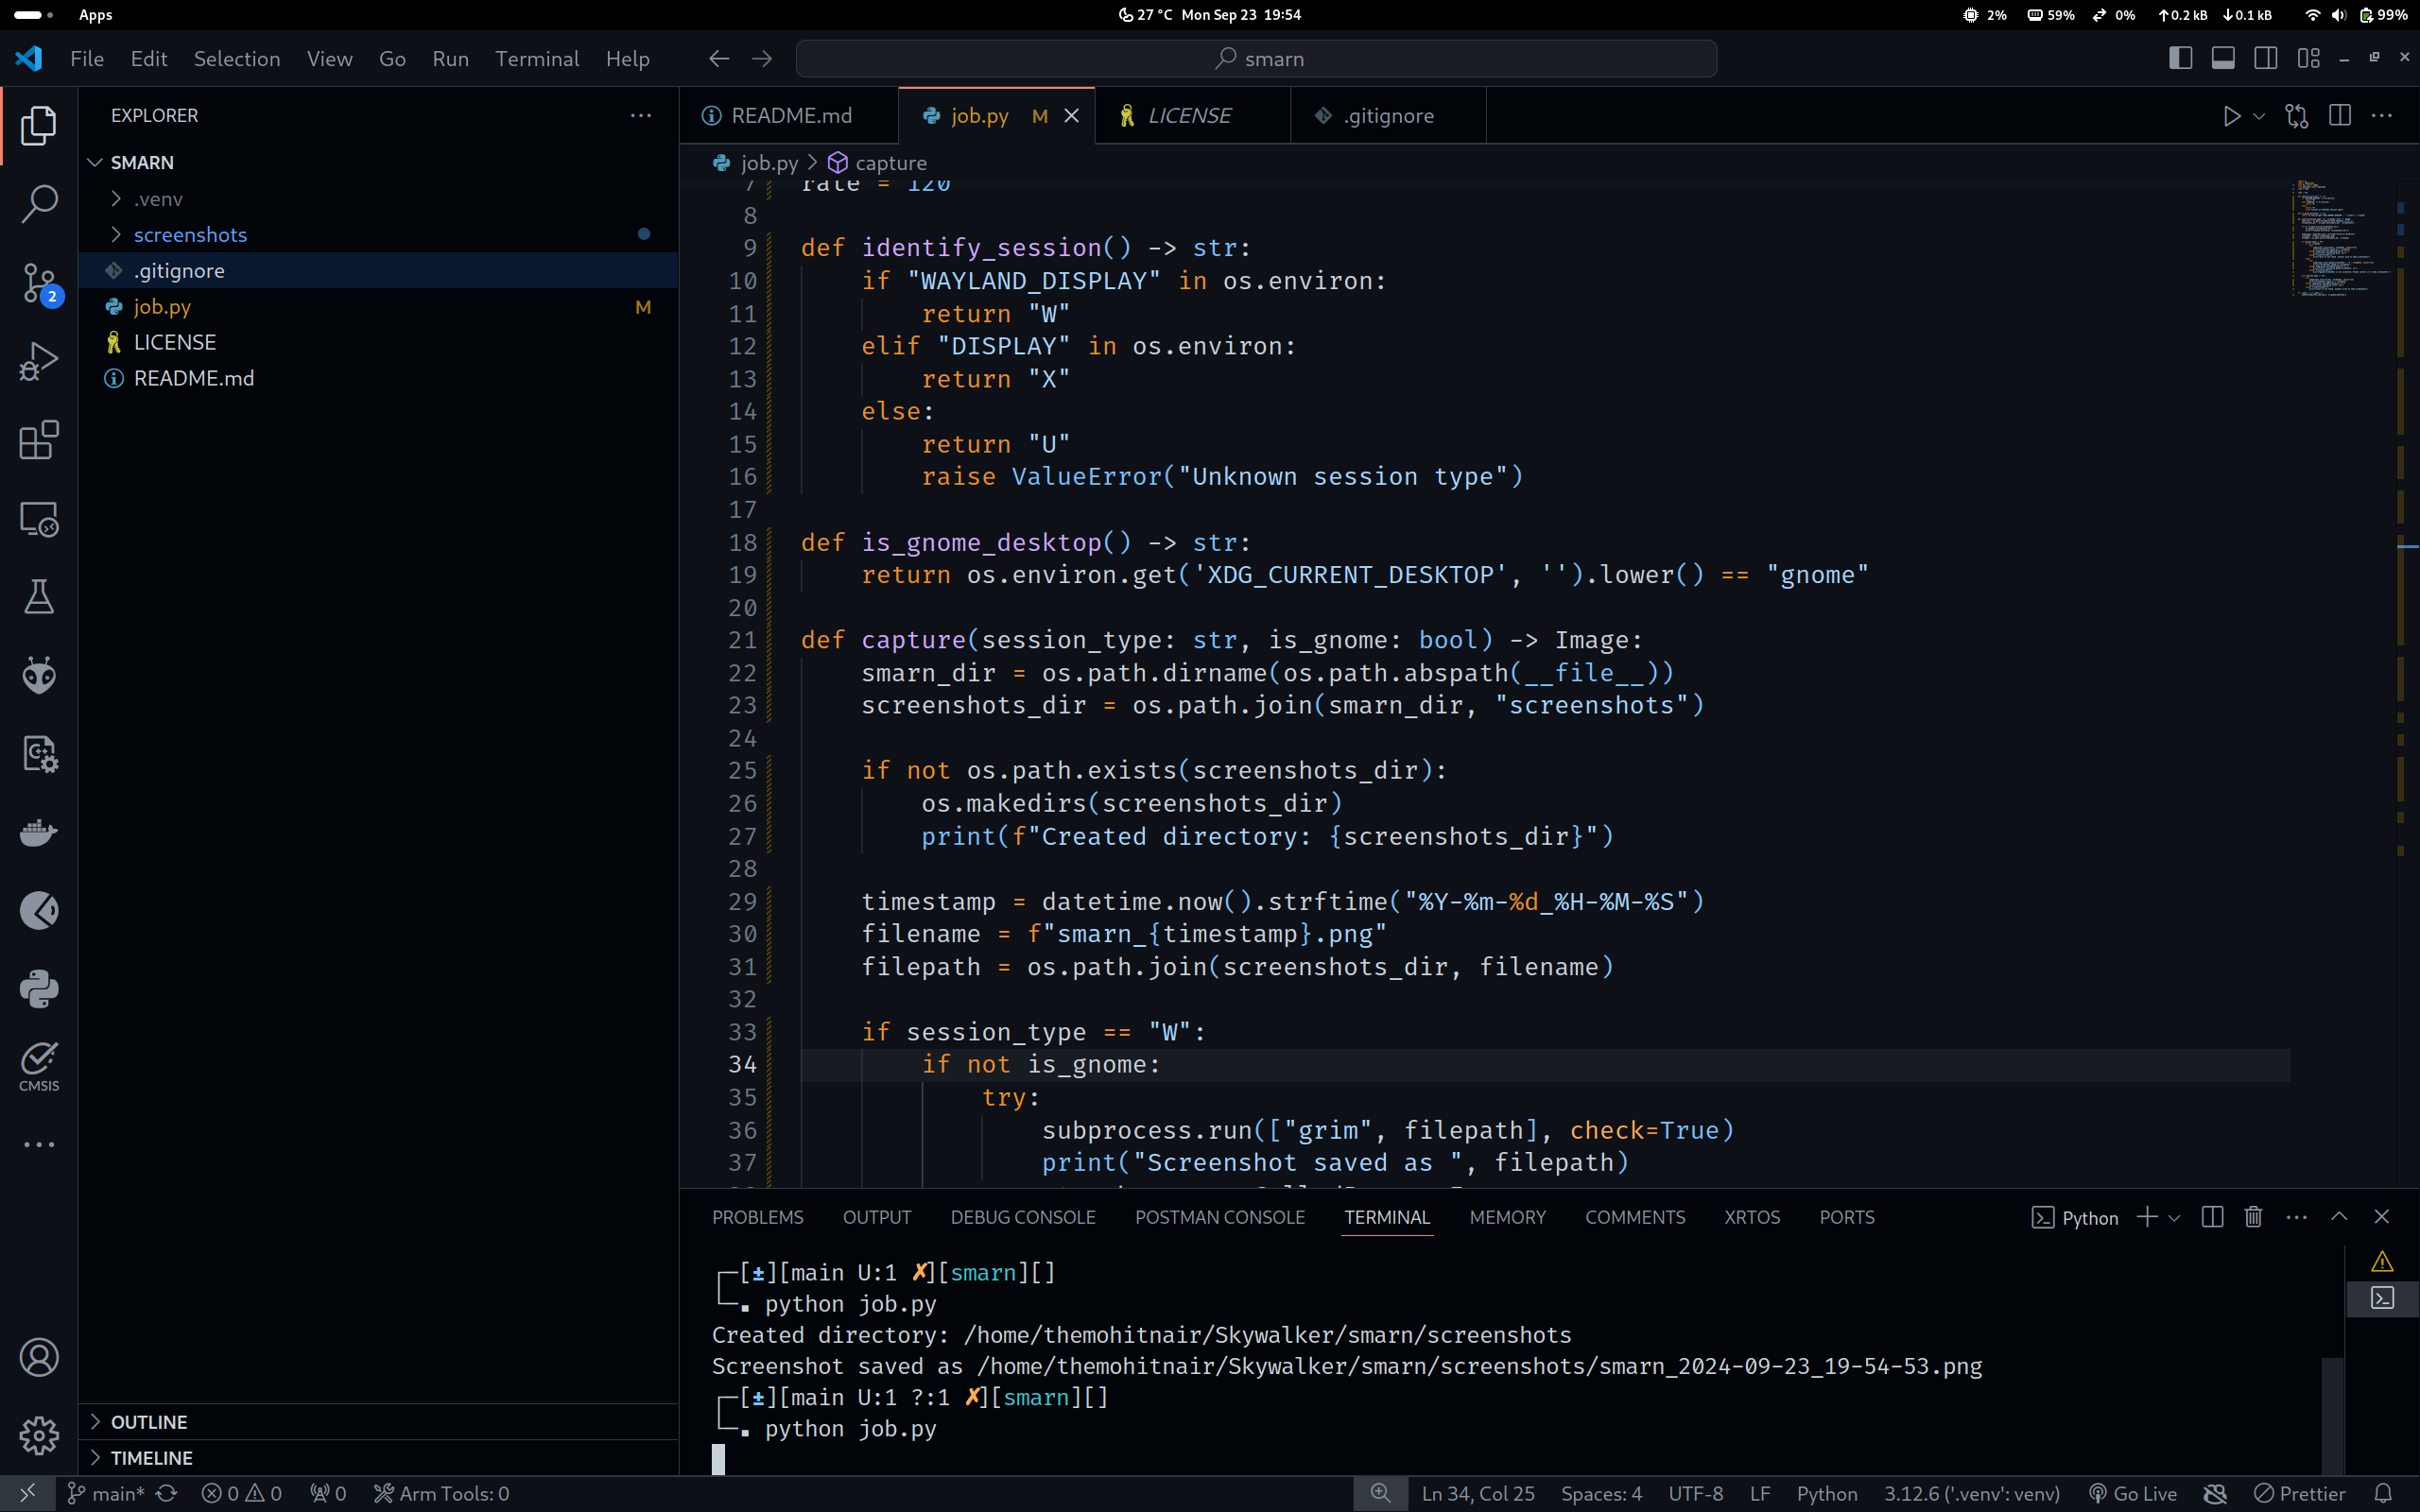 Apps
27 °C Mon Sep 23 19:54
2% 59% 0% ↑0.2 kB ↓0.1 kB 99%
File Edit Selection View Go Run Terminal Help
smarn
EXPLORER
SMARN
.venv
screenshots
.gitignore
job.py M
LICENSE
README.md
OUTLINE
TIMELINE
2
CMSIS
README.md
job.py M
LICENSE
.gitignore
job.py > capture
7 rate = 120
8
9 def identify_session() -> str:
10 if "WAYLAND_DISPLAY" in os.environ:
11 return "W"
12 elif "DISPLAY" in os.environ:
13 return "X"
14 else:
15 return "U"
16 raise ValueError("Unknown session type")
17
18 def is_gnome_desktop() -> str:
19 return os.environ.get('XDG_CURRENT_DESKTOP', '').lower() == "gnome"
20
21 def capture(session_type: str, is_gnome: bool) -> Image:
22 smarn_dir = os.path.dirname(os.path.abspath(__file__))
23 screenshots_dir = os.path.join(smarn_dir, "screenshots")
24
25 if not os.path.exists(screenshots_dir):
26 os.makedirs(screenshots_dir)
27 print(f"Created directory: {screenshots_dir}")
28
29 timestamp = datetime.now().strftime("%Y-%m-%d_%H-%M-%S")
30 filename = f"smarn_{timestamp}.png"
31 filepath = os.path.join(screenshots_dir, filename)
32
33 if session_type == "W":
34 if not is_gnome:
35 try:
36 subprocess.run(["grim", filepath], check=True)
37 print("Screenshot saved as ", filepath)
PROBLEMS OUTPUT DEBUG CONSOLE POSTMAN CONSOLE TERMINAL MEMORY COMMENTS XRTOS PORTS
Python
┌─[±][main U:1 ✗][smarn][]
└─▪ python job.py
Created directory: /home/themohitnair/Skywalker/smarn/screenshots
Screenshot saved as /home/themohitnair/Skywalker/smarn/screenshots/smarn_2024-09-23_19-54-53.png
┌─[±][main U:1 ?:1 ✗][smarn][]
└─▪ python job.py
main* 0 0 0 Arm Tools: 0
Ln 34, Col 25 Spaces: 4 UTF-8 LF Python 3.12.6 ('.venv': venv) Go Live Prettier